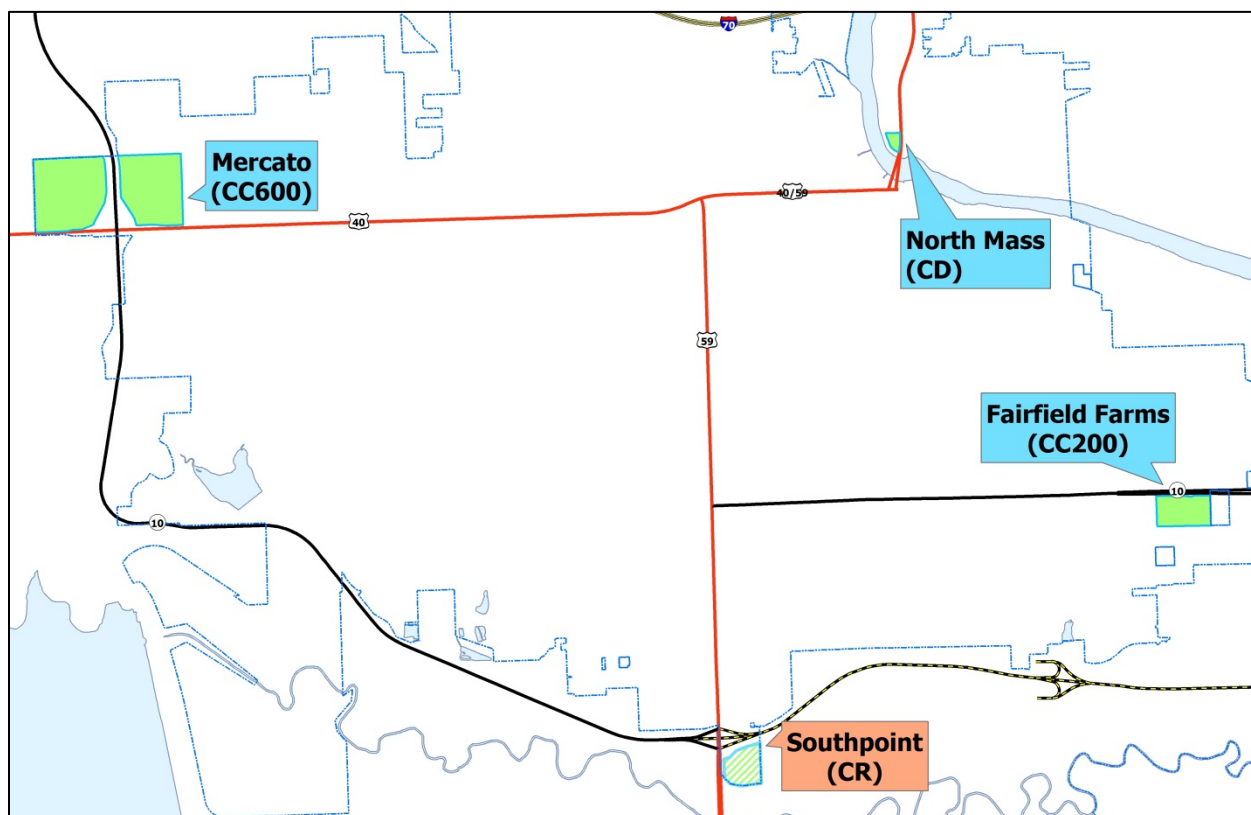 70
Mercato
(CC600)
40/59
40
North Mass
(CD)
59
Fairfield Farms
(CC200)
10
10
Southpoint
(CR)